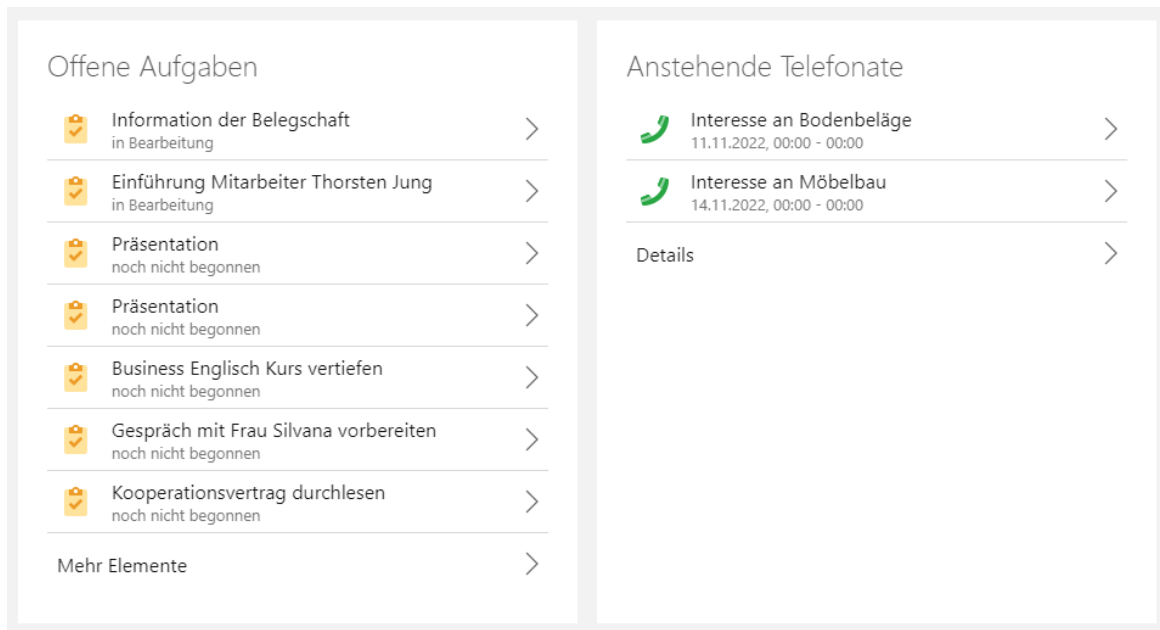 Offene Aufgaben
Information der Belegschaft
in Bearbeitung
Einführung Mitarbeiter Thorsten Jung
in Bearbeitung
Präsentation
noch nicht begonnen
Präsentation
noch nicht begonnen
Business Englisch Kurs vertiefen
noch nicht begonnen
Gespräch mit Frau Silvana vorbereiten
noch nicht begonnen
Kooperationsvertrag durchlesen
noch nicht begonnen
Mehr Elemente
Anstehende Telefonate
Interesse an Bodenbeläge
11.11.2022, 00:00 - 00:00
Interesse an Möbelbau
14.11.2022, 00:00 - 00:00
Details